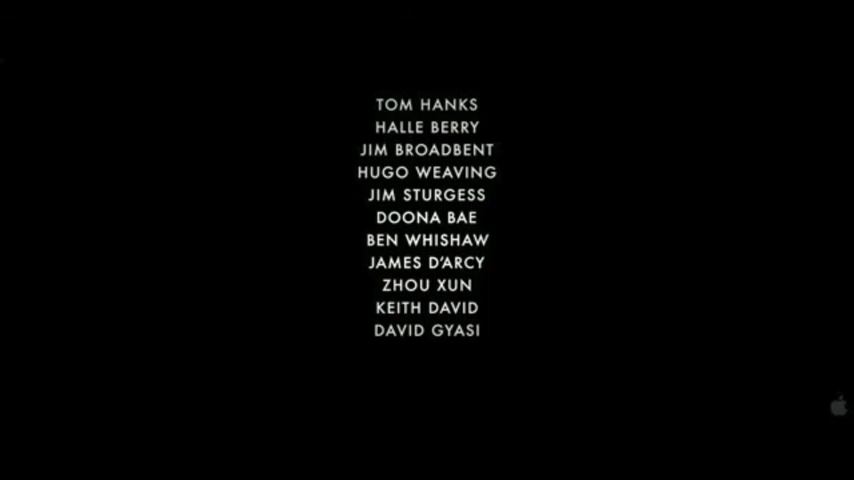 TOM HANKS
HALLE BERRY
JIM BROADBENT
HUGO WEAVING
JIM STURGESS
DOONA BAE
BEN WHISHAW
JAMES D'ARCY
ZHOU XUN
KEITH DAVID
DAVID GYASI